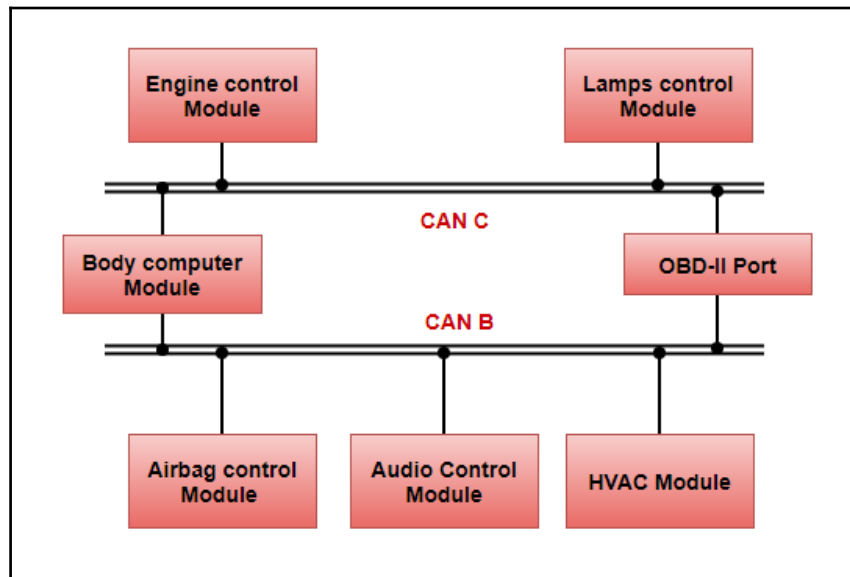 Engine control
Module
Lamps control
Module
CAN C
Body computer
Module
OBD-II Port
CAN B
Airbag control
Module
Audio Control
Module
HVAC Module